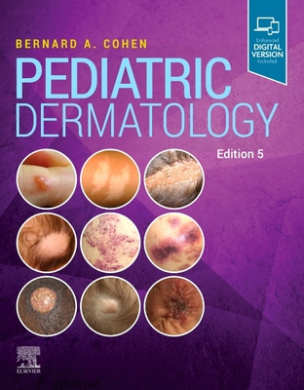 Enhanced
DIGITAL
VERSION
Included
BERNARD A. COHEN
PEDIATRIC
DERMATOLOGY
Edition 5
ELSEVIER